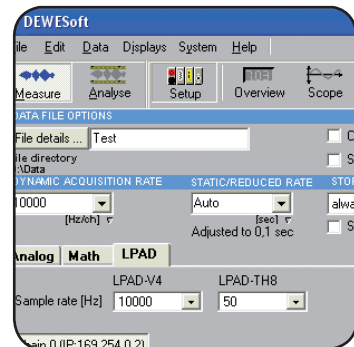 DEWESoft
ile Edit Data Displays System Help
Measure Analyse Setup Overview Scope
DATA FILE OPTIONS
File details ... Test
ile directory
:\Data
DYNAMIC ACQUISITION RATE STATIC/REDUCED RATE STO
10000 Auto alwa
[Hz/ch] [sec]
Adjusted to 0,1 sec S
Analog Math LPAD
LPAD-V4 LPAD-TH8
Sample rate [Hz] 10000 50
hain 0 (IP:169.254.0.2)